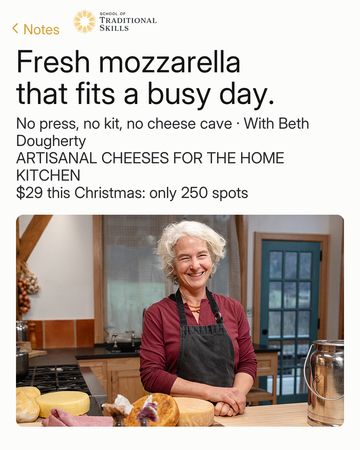 Notes
SCHOOL OF
TRADITIONAL
SKILLS
Fresh mozzarella
that fits a busy day.
No press, no kit, no cheese cave · With Beth
Dougherty
ARTISANAL CHEESES FOR THE HOME
KITCHEN
$29 this Christmas: only 250 spots